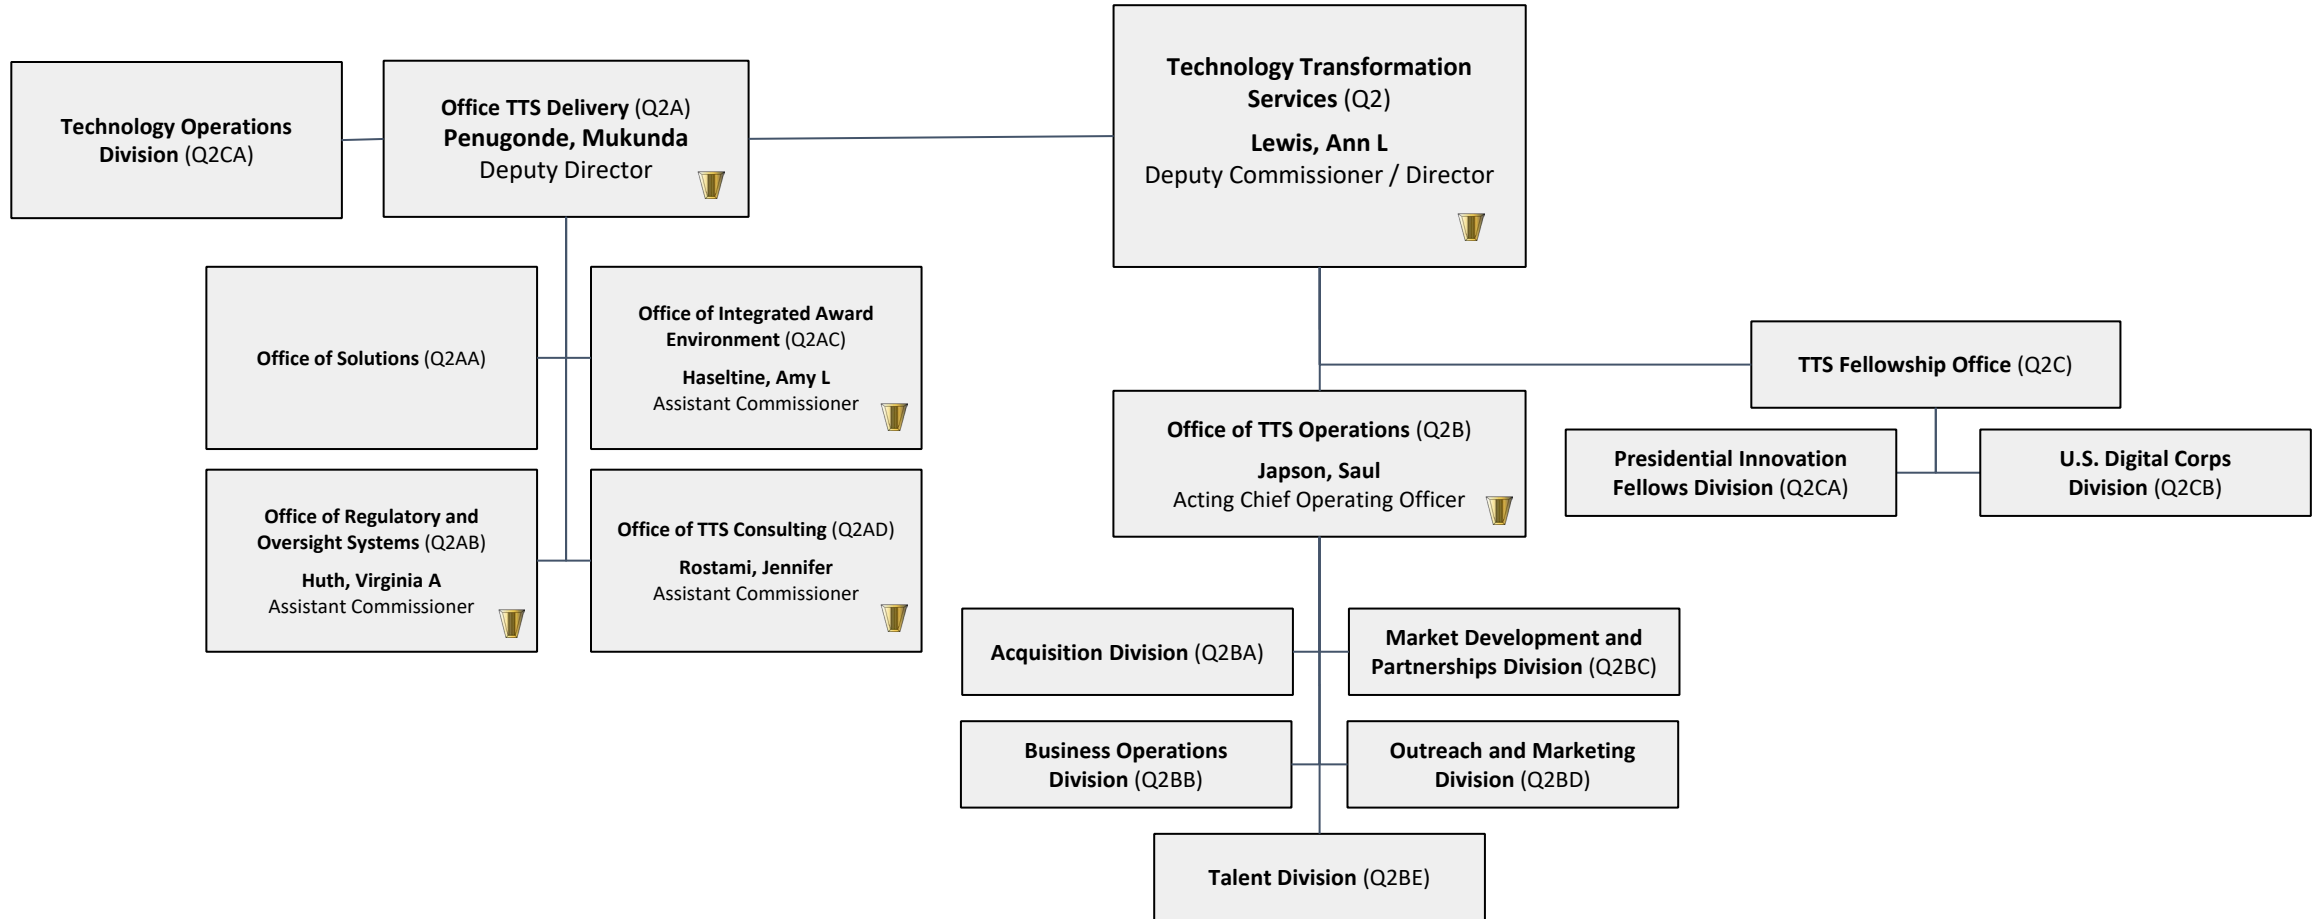 Technology Transformation
Services (Q2)
Lewis, Ann L
Deputy Commissioner / Director
Technology Operations
Division (Q2CA)
Office TTS Delivery (Q2A)
Penugonde, Mukunda
Deputy Director
Office of Solutions (Q2AA)
Office of Integrated Award
Environment (Q2AC)
Haseltine, Amy L
Assistant Commissioner
Office of Regulatory and
Oversight Systems (Q2AB)
Huth, Virginia A
Assistant Commissioner
Office of TTS Consulting (Q2AD)
Rostami, Jennifer
Assistant Commissioner
TTS Fellowship Office (Q2C)
Presidential Innovation
Fellows Division (Q2CA)
U.S. Digital Corps
Division (Q2CB)
Office of TTS Operations (Q2B)
Japson, Saul
Acting Chief Operating Officer
Acquisition Division (Q2BA)
Market Development and
Partnerships Division (Q2BC)
Business Operations
Division (Q2BB)
Outreach and Marketing
Division (Q2BD)
Talent Division (Q2BE)